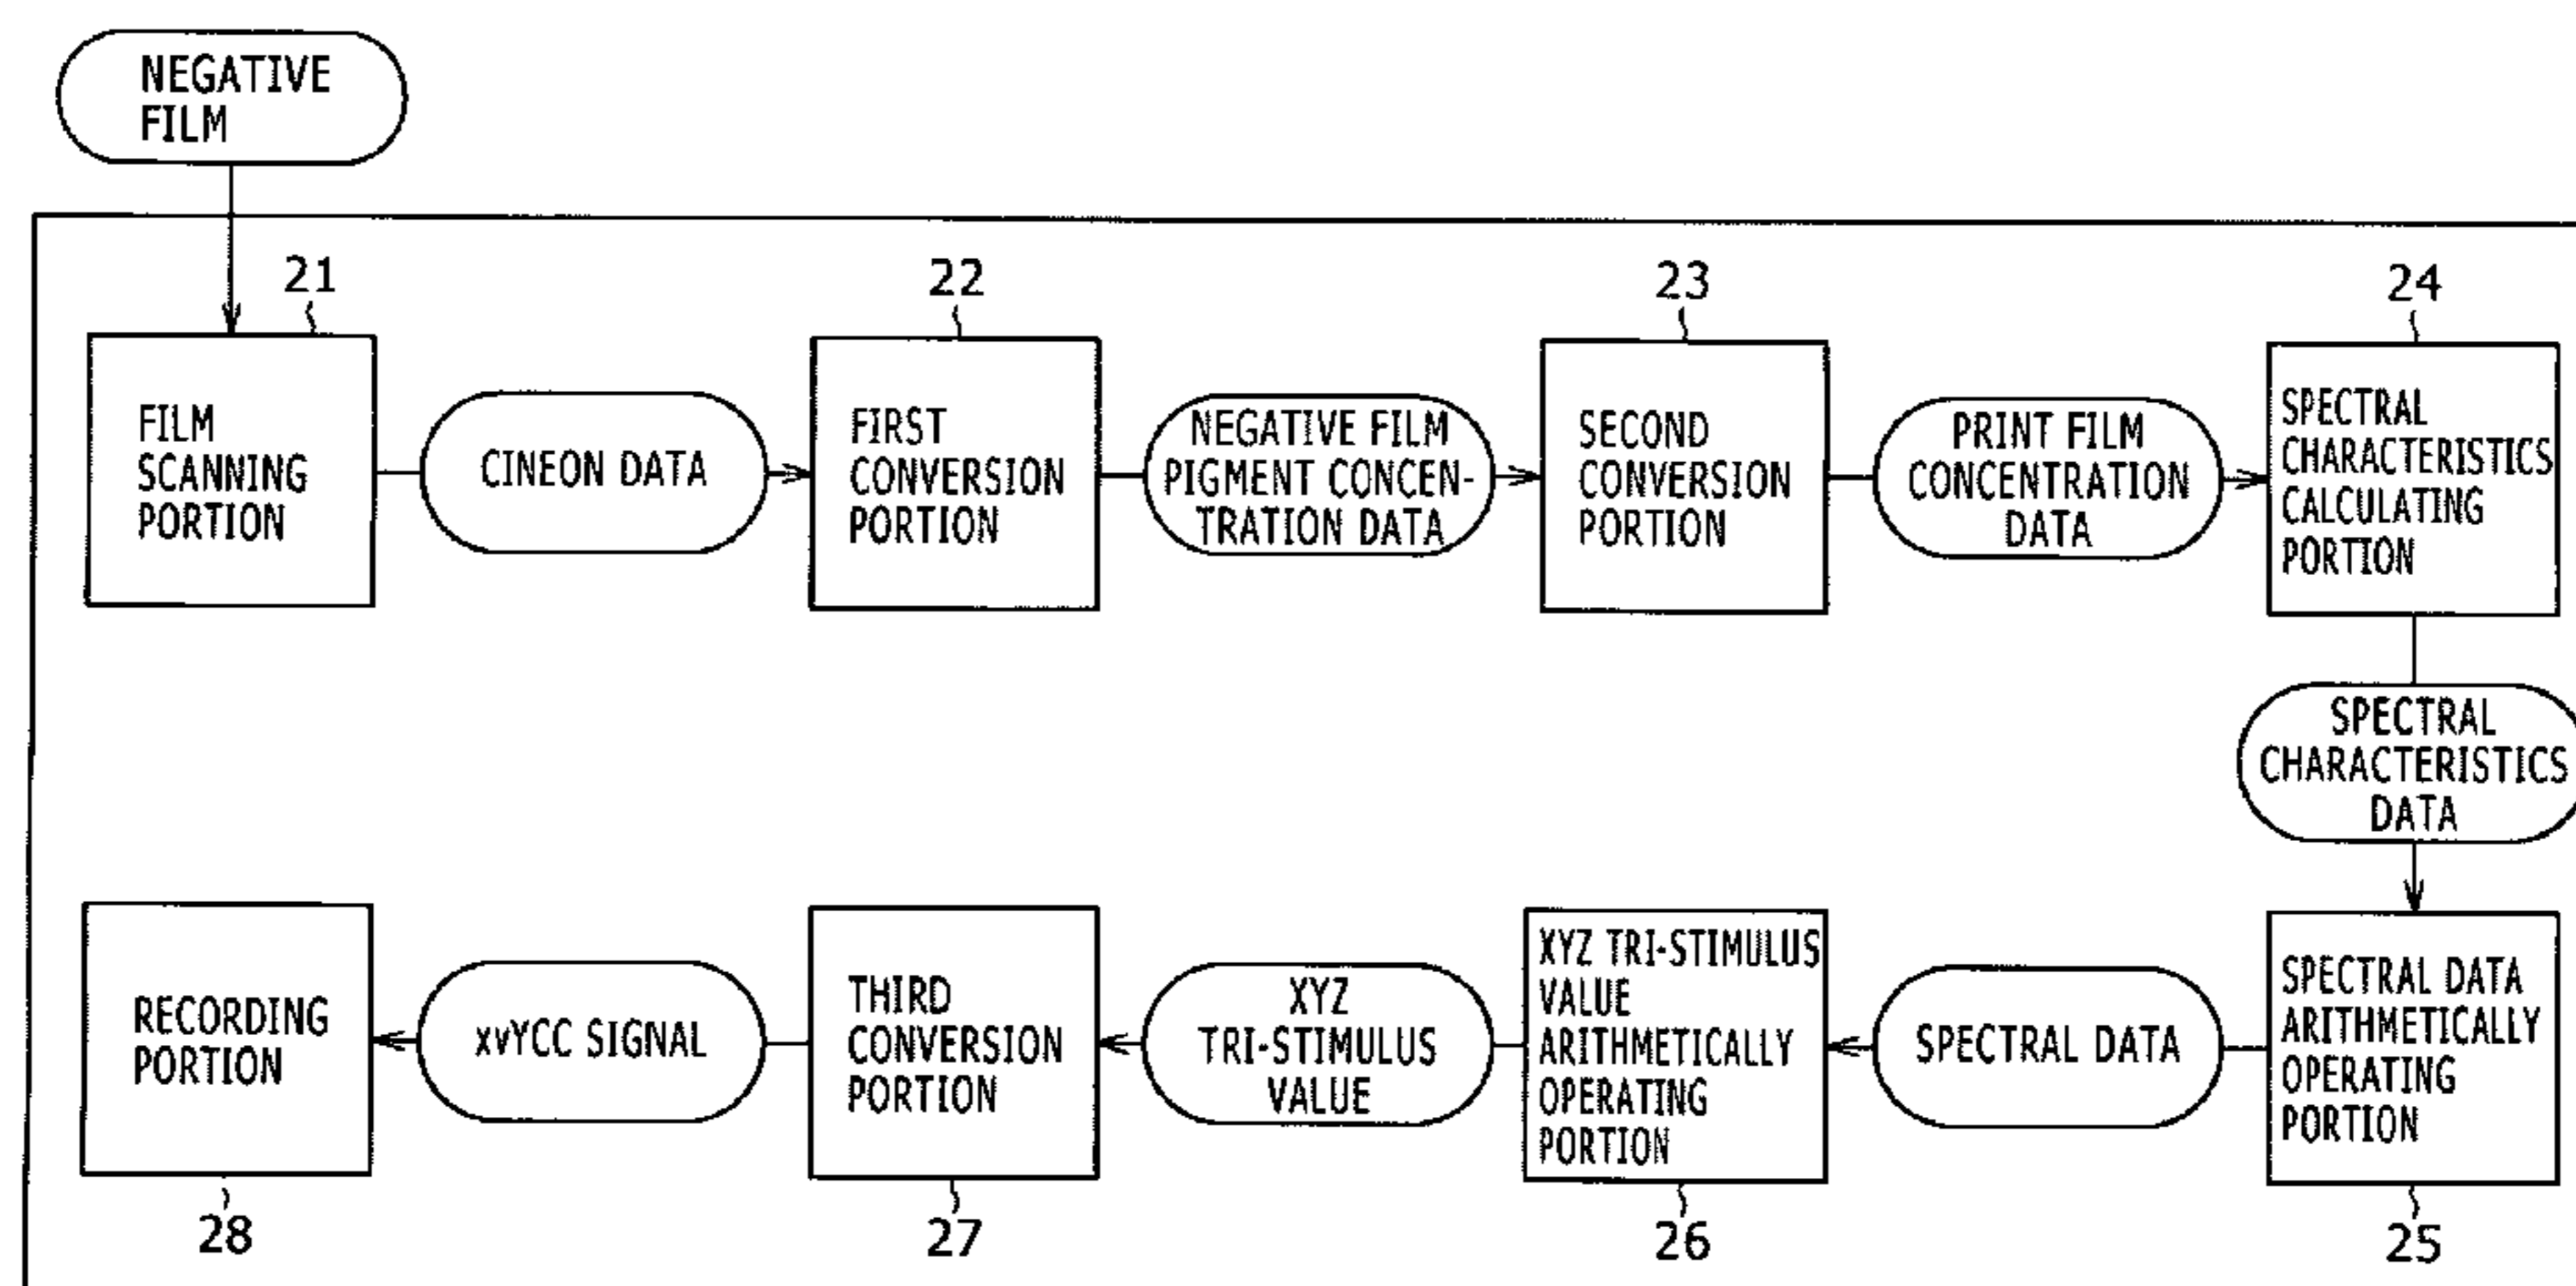 NEGATIVE
FILM
21
22
23
24
FILM
SCANNING
PORTION
CINEON DATA
FIRST
CONVERSION
PORTION
NEGATIVE FILM
PIGMENT CONCEN-
TRATION DATA
SECOND
CONVERSION
PORTION
PRINT FILM
CONCENTRATION
DATA
SPECTRAL
CHARACTERISTICS
CALCULATING
PORTION
SPECTRAL
CHARACTERISTICS
DATA
RECORDING
PORTION
xvYCC SIGNAL
THIRD
CONVERSION
PORTION
XYZ
TRI-STIMULUS
VALUE
XYZ TRI-STIMULUS
VALUE
ARITHMETICALLY
OPERATING
PORTION
SPECTRAL DATA
SPECTRAL DATA
ARITHMETICALLY
OPERATING
PORTION
28
27
26
25